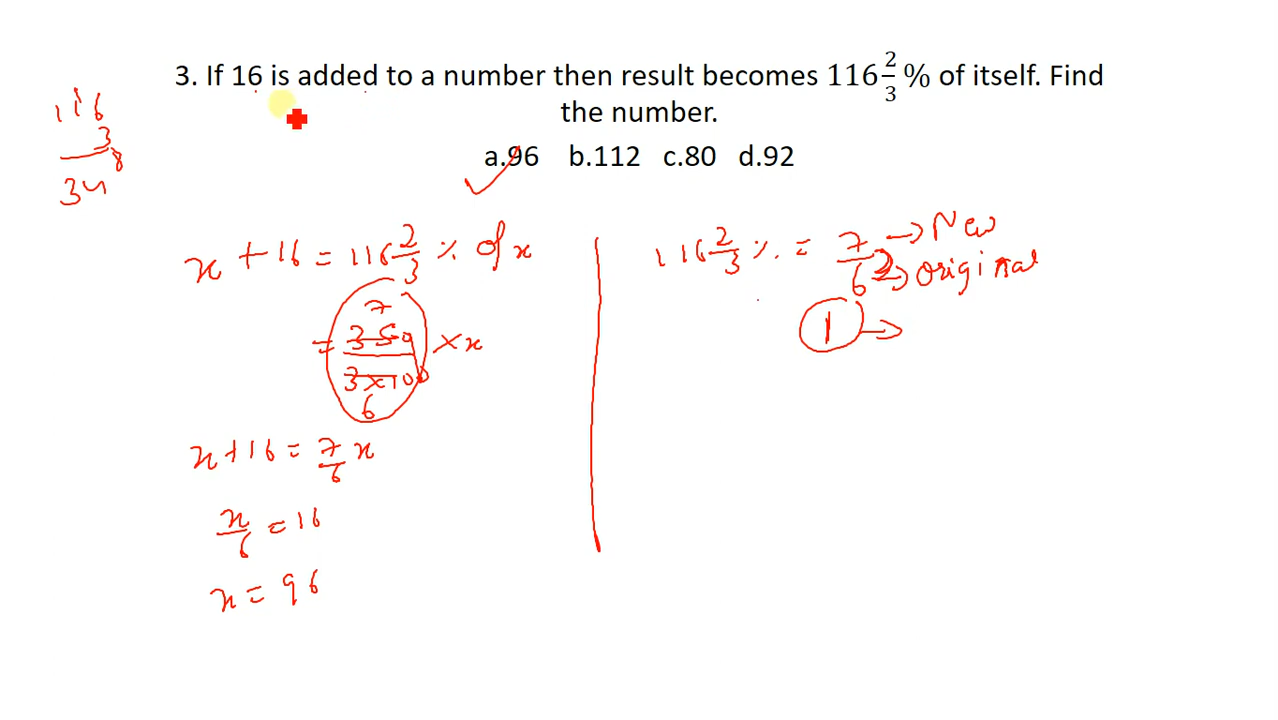 3. If 16 is added to a number then result becomes 116 2/3 % of itself. Find
the number.
a.96 b.112 c.80 d.92
116
3
348
x + 16 = 116 2/3 % of x
= 350/3×100 × x
7
6
x + 16 = 7/6 x
x/6 = 16
x = 96
116 2/3 % = 7/6
→ New
→ original
1 →